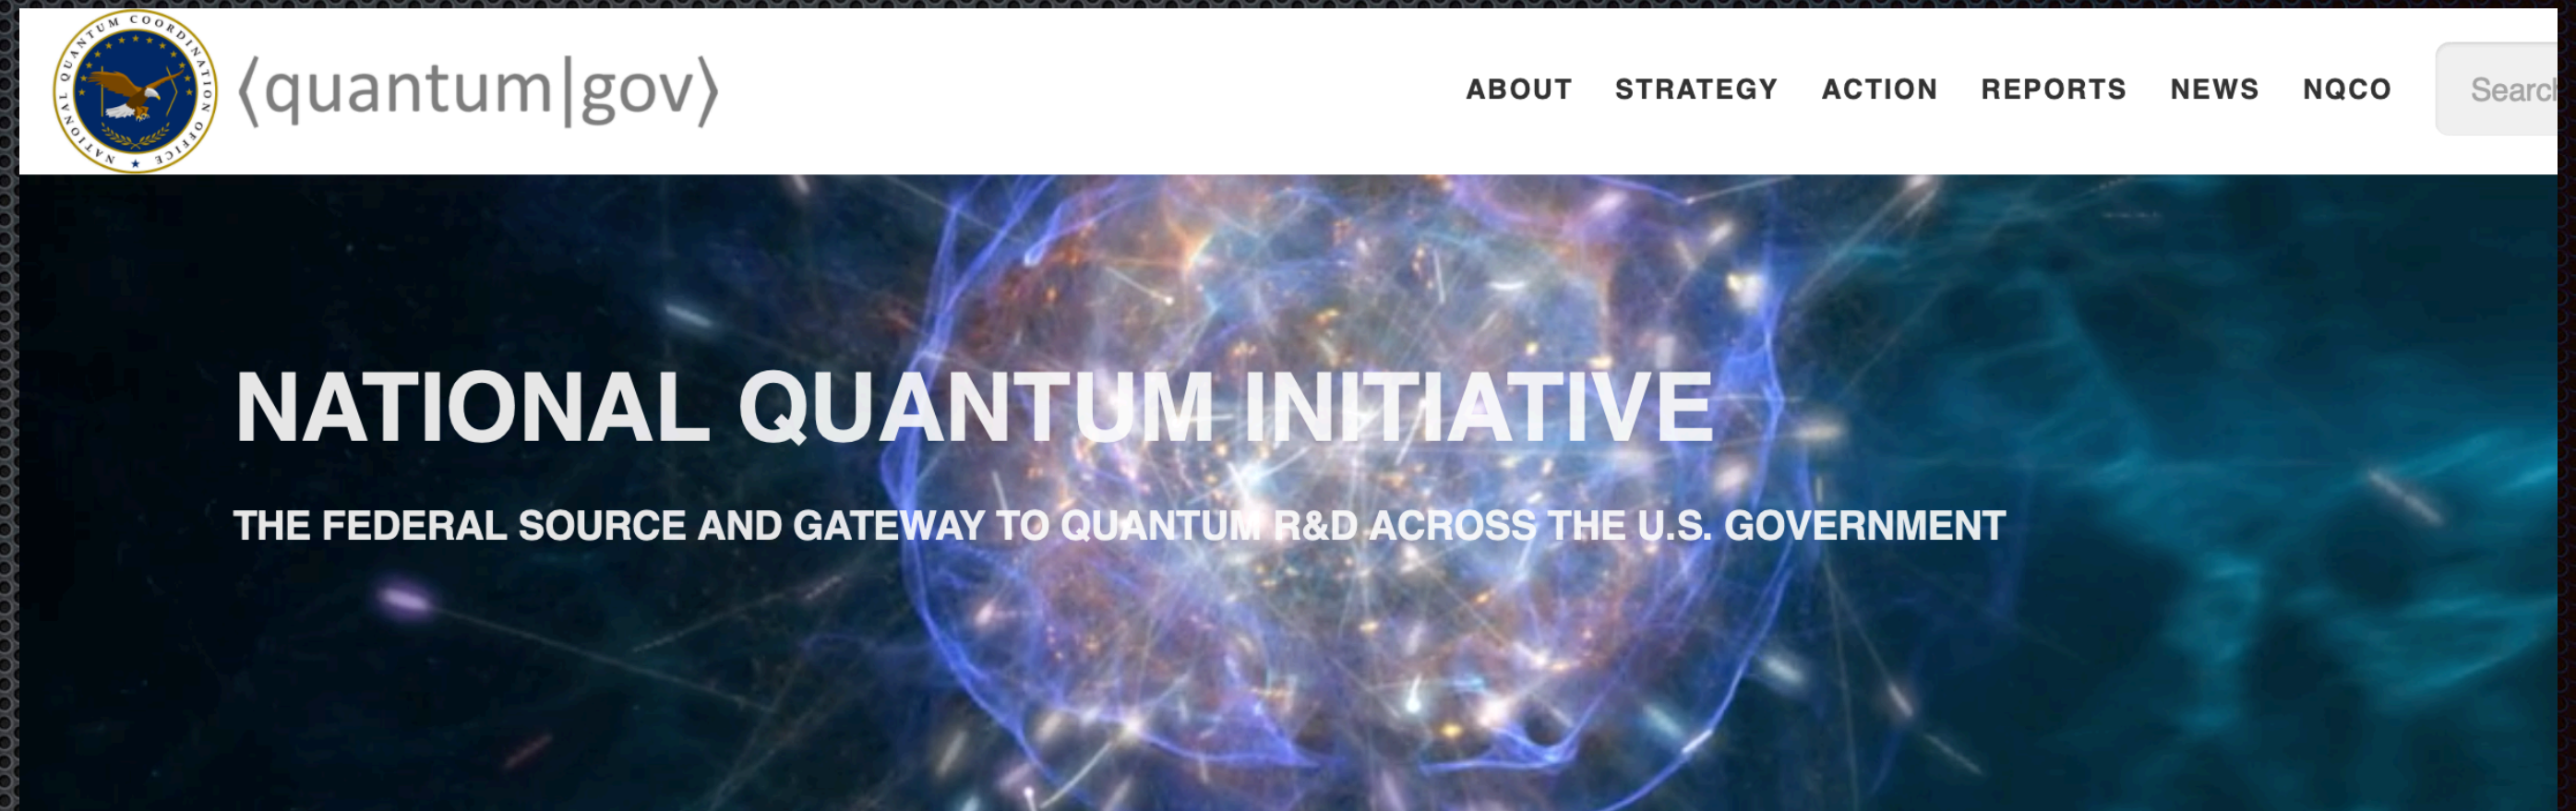 NATIONAL QUANTUM COORDINATION OFFICE
⟨quantum|gov⟩
ABOUT STRATEGY ACTION REPORTS NEWS NQCO
NATIONAL QUANTUM INITIATIVE
THE FEDERAL SOURCE AND GATEWAY TO QUANTUM R&D ACROSS THE U.S. GOVERNMENT